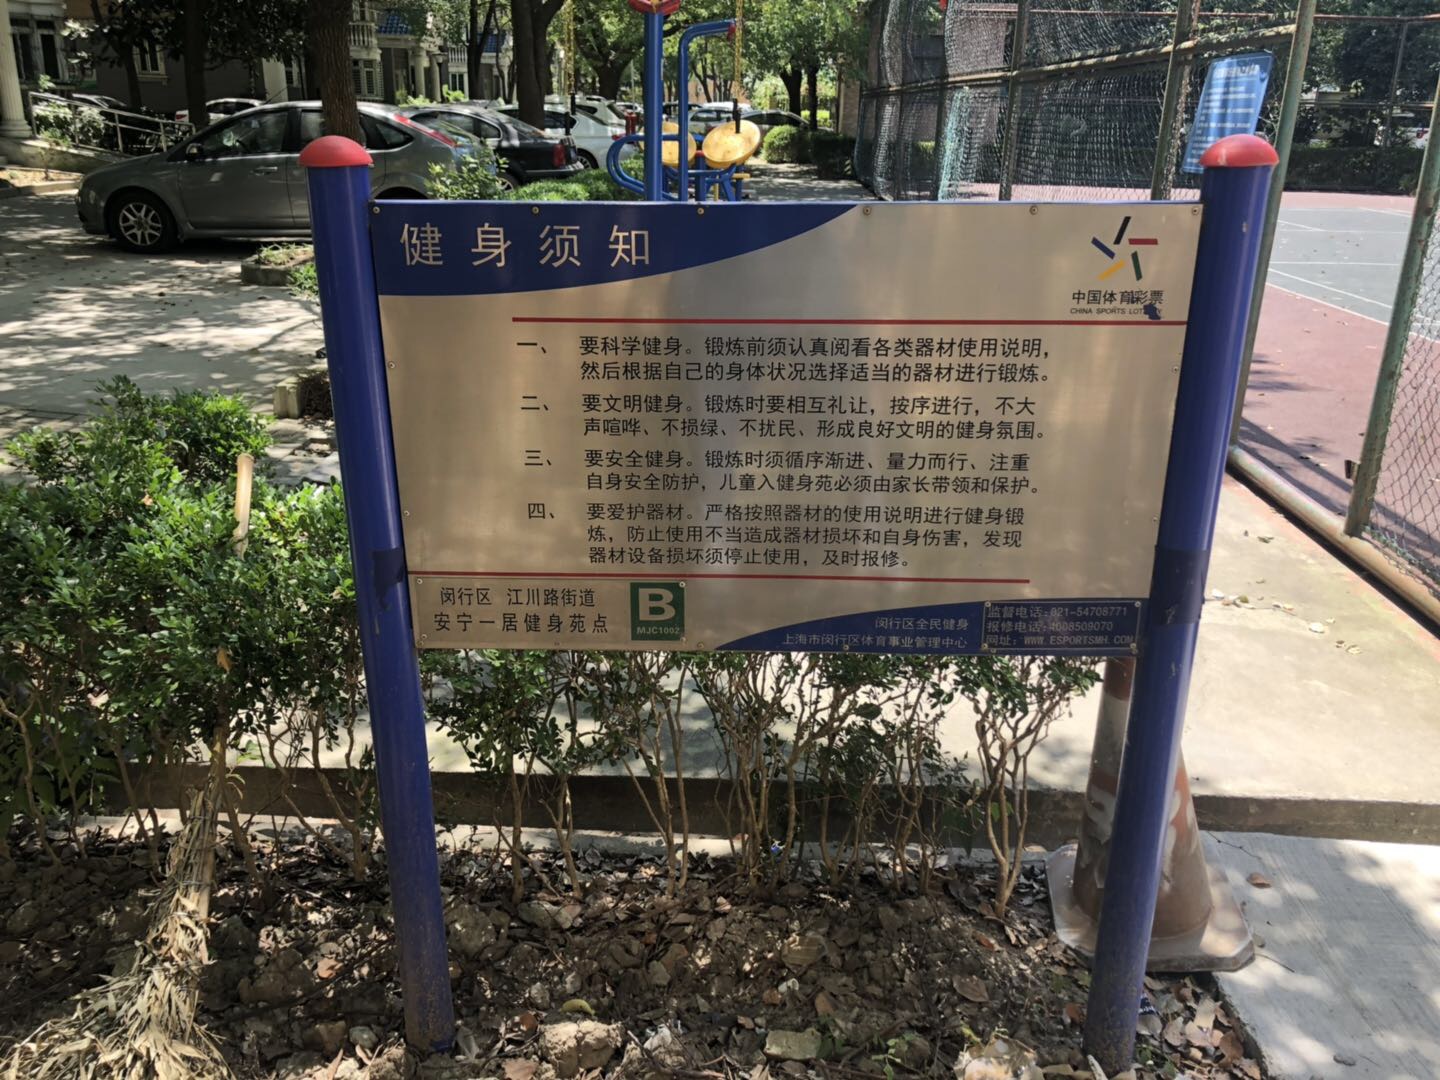 健身须知
中国体育彩票
CHINA SPORTS LOTTERY
一、 要科学健身。锻炼前须认真阅看各类器材使用说明,
然后根据自己的身体状况选择适当的器材进行锻炼。
二、 要文明健身。锻炼时要相互礼让，按序进行，不大
声喧哗、不损绿、不扰民、形成良好文明的健身氛围。
三、 要安全健身。锻炼时须循序渐进、量力而行、注重
自身安全防护，儿童入健身苑必须由家长带领和保护。
四、 要爱护器材。严格按照器材的使用说明进行健身锻
炼，防止使用不当造成器材损坏和自身伤害，发现
器材设备损坏须停止使用，及时报修。
闵行区 江川路街道
安宁一居健身苑点
B
MJC1002
闵行区全民健身
上海市闵行区体育事业管理中心
监督电话:021-54708771
报修电话:4008509070
网址: WWW.ESPORTSMH.COM